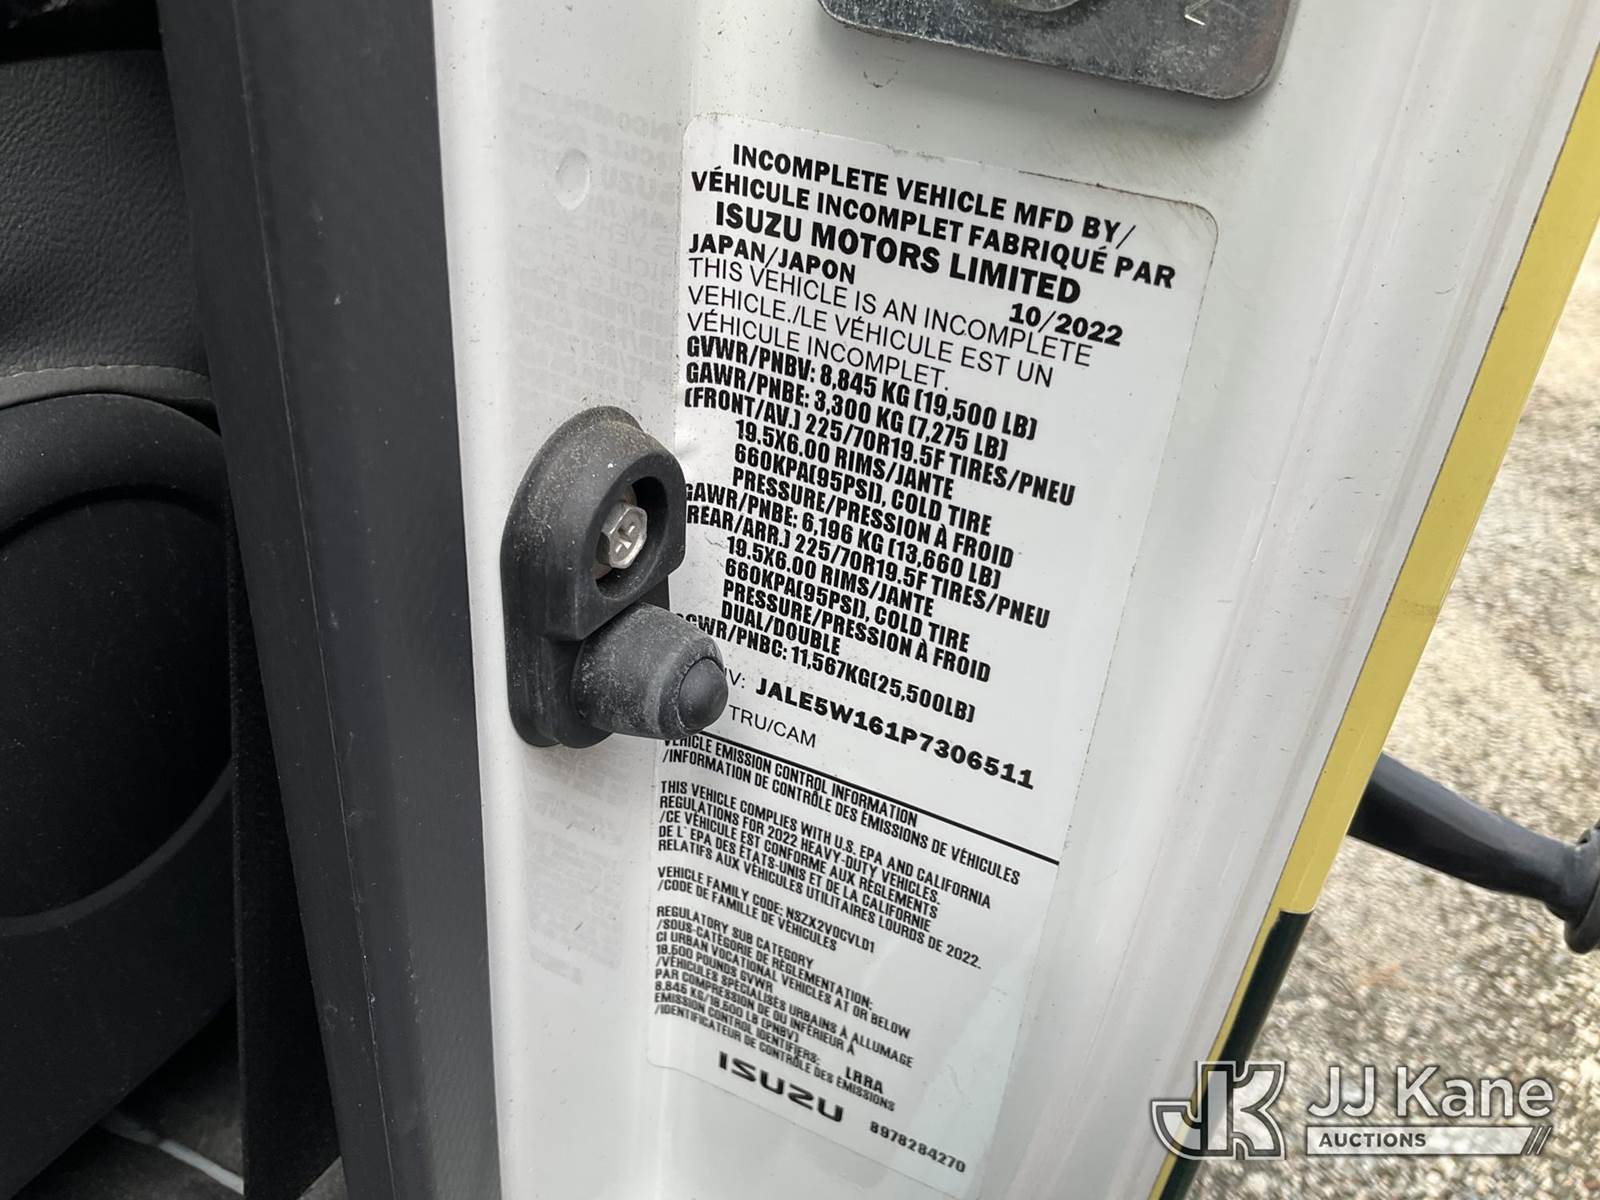 INCOMPLETE VEHICLE MFD BY/
VÉHICULE INCOMPLET FABRIQUÉ PAR
ISUZU MOTORS LIMITED
JAPAN/JAPON 10/2022
THIS VEHICLE IS AN INCOMPLETE
VEHICLE./LE VÉHICULE EST UN
VÉHICULE INCOMPLET.
GVWR/PNBV: 8,845 KG [19,500 LB]
GAWR/PNBE: 3,300 KG [7,275 LB]
[FRONT/AV.] 225/70R19.5F TIRES/PNEU
19.5X6.00 RIMS/JANTE
660KPA[95PSI], COLD TIRE
PRESSURE/PRESSION À FROID
GAWR/PNBE: 6,196 KG [13,660 LB]
REAR/ARR.] 225/70R19.5F TIRES/PNEU
19.5X6.00 RIMS/JANTE
660KPA[95PSI], COLD TIRE
PRESSURE/PRESSION À FROID
DUAL/DOUBLE
GCWR/PNBC: 11,567KG[25,500LB]
V: JALE5W161P7306511
TRU/CAM
VEHICLE EMISSION CONTROL INFORMATION
/INFORMATION DE CONTRÔLE DES ÉMISSIONS DE VÉHICULES
THIS VEHICLE COMPLIES WITH U.S. EPA AND CALIFORNIA
REGULATIONS FOR 2022 HEAVY-DUTY VEHICLES.
/CE VÉHICULE EST CONFORME AUX RÈGLEMENTS
DE L' EPA DES ÉTATS-UNIS ET DE LA CALIFORNIE
RELATIFS AUX VÉHICULES UTILITAIRES LOURDS DE 2022.
VEHICLE FAMILY CODE: NSZX2VOCVLD1
/CODE DE FAMILLE DE VÉHICULES
REGULATORY SUB CATEGORY
/SOUS-CATÉGORIE DE RÈGLEMENTATION:
CI URBAN VOCATIONAL VEHICLES AT OR BELOW
19,500 POUNDS GVWR
/VÉHICULES SPÉCIALISÉS URBAINS À ALLUMAGE
PAR COMPRESSION DE OU INFÉRIEUR À
8,845 KG/19,500 LB (PNBV)
EMISSION CONTROL IDENTIFIERS: LRRA
/IDENTIFICATEUR DE CONTRÔLE DES ÉMISSIONS
ISUZU
8978284270
JJ Kane
AUCTIONS